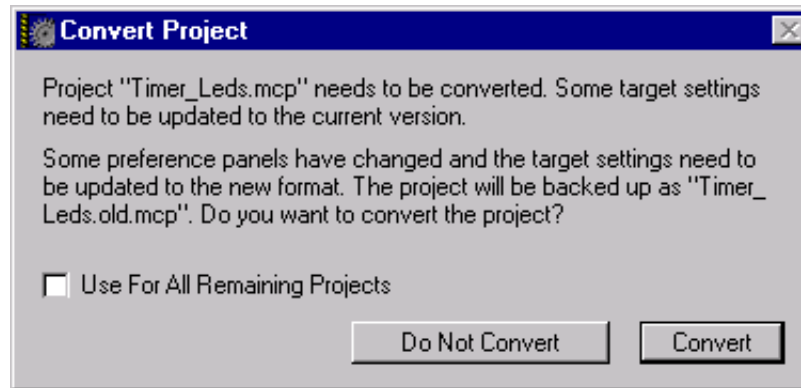 Convert Project
Project "Timer_Leds.mcp" needs to be converted. Some target settings
need to be updated to the current version.
Some preference panels have changed and the target settings need to
be updated to the new format. The project will be backed up as "Timer_
Leds.old.mcp". Do you want to convert the project?
Use For All Remaining Projects
Do Not Convert
Convert